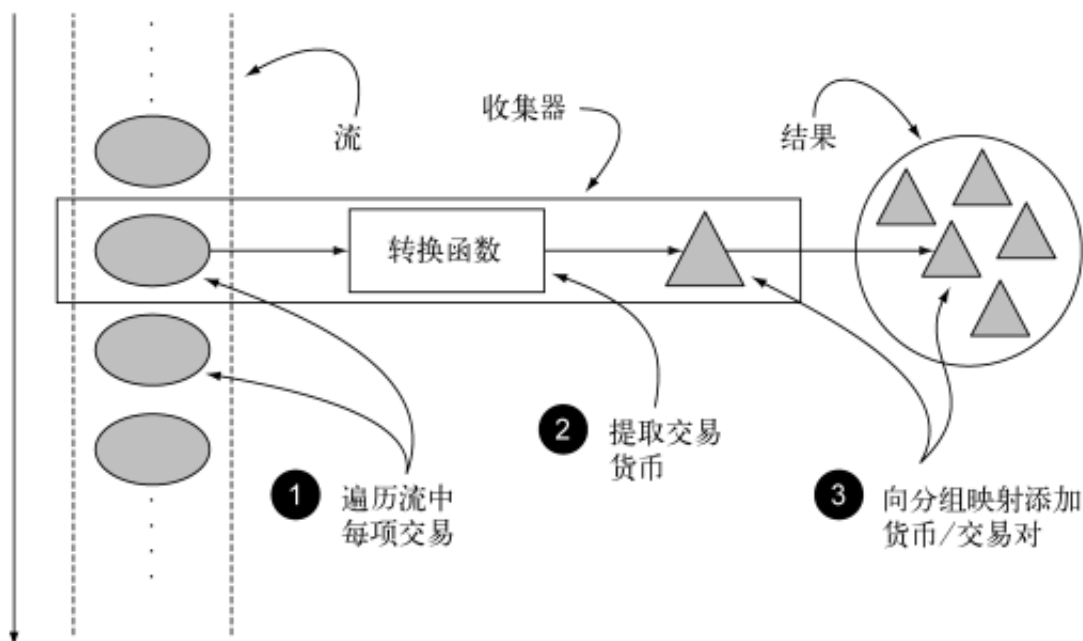 流
收集器
结果
转换函数
1
遍历流中
每项交易
2
提取交易
货币
3
向分组映射添加
货币/交易对